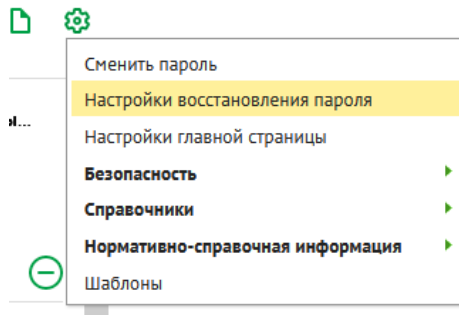 Сменить пароль
Настройки восстановления пароля
ы...
Настройки главной страницы
Безопасность
Справочники
Нормативно-справочная информация
Шаблоны